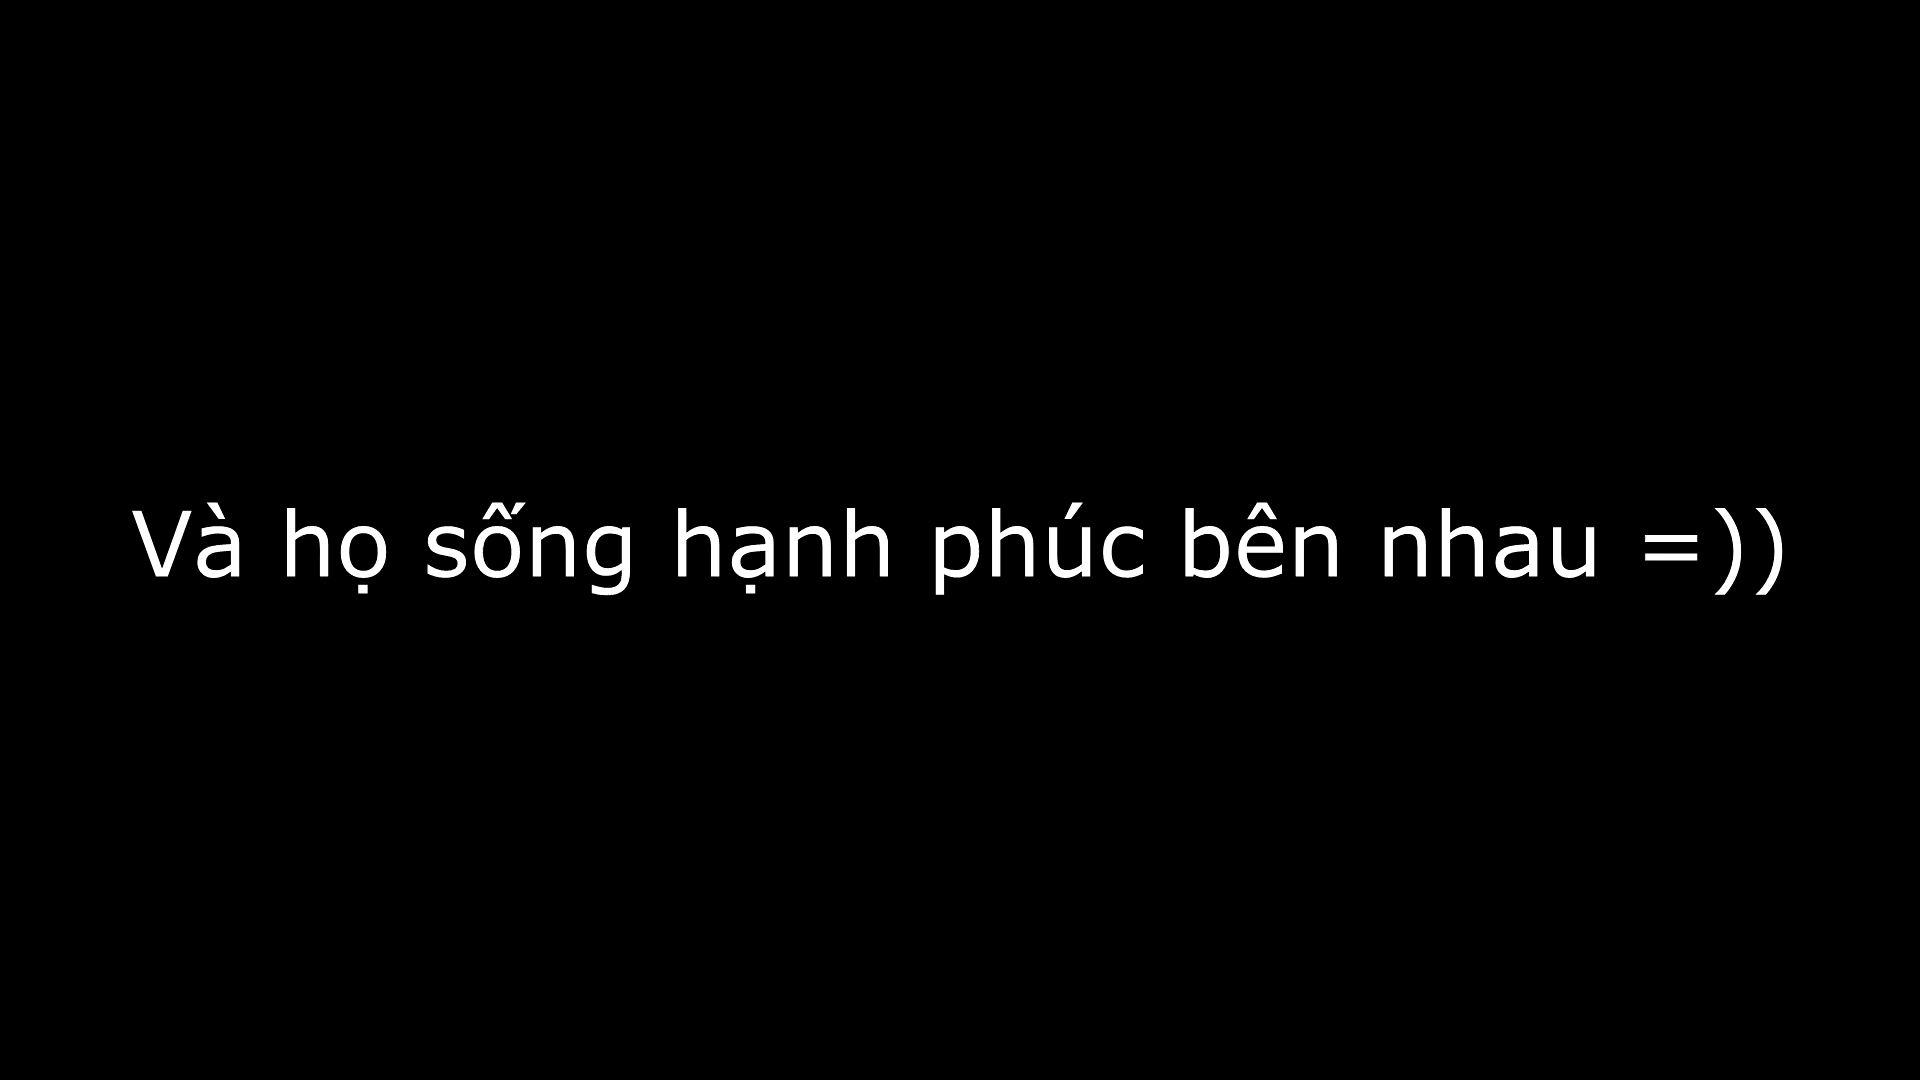 Và họ sống hạnh phúc bên nhau =))